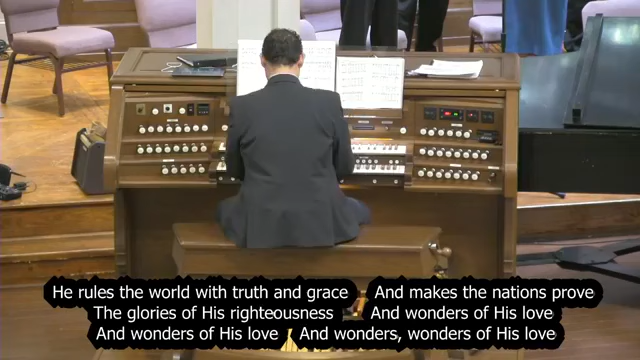 He rules the world with truth and grace And makes the nations prove
The glories of His righteousness And wonders of His love
And wonders of His love And wonders, wonders of His love